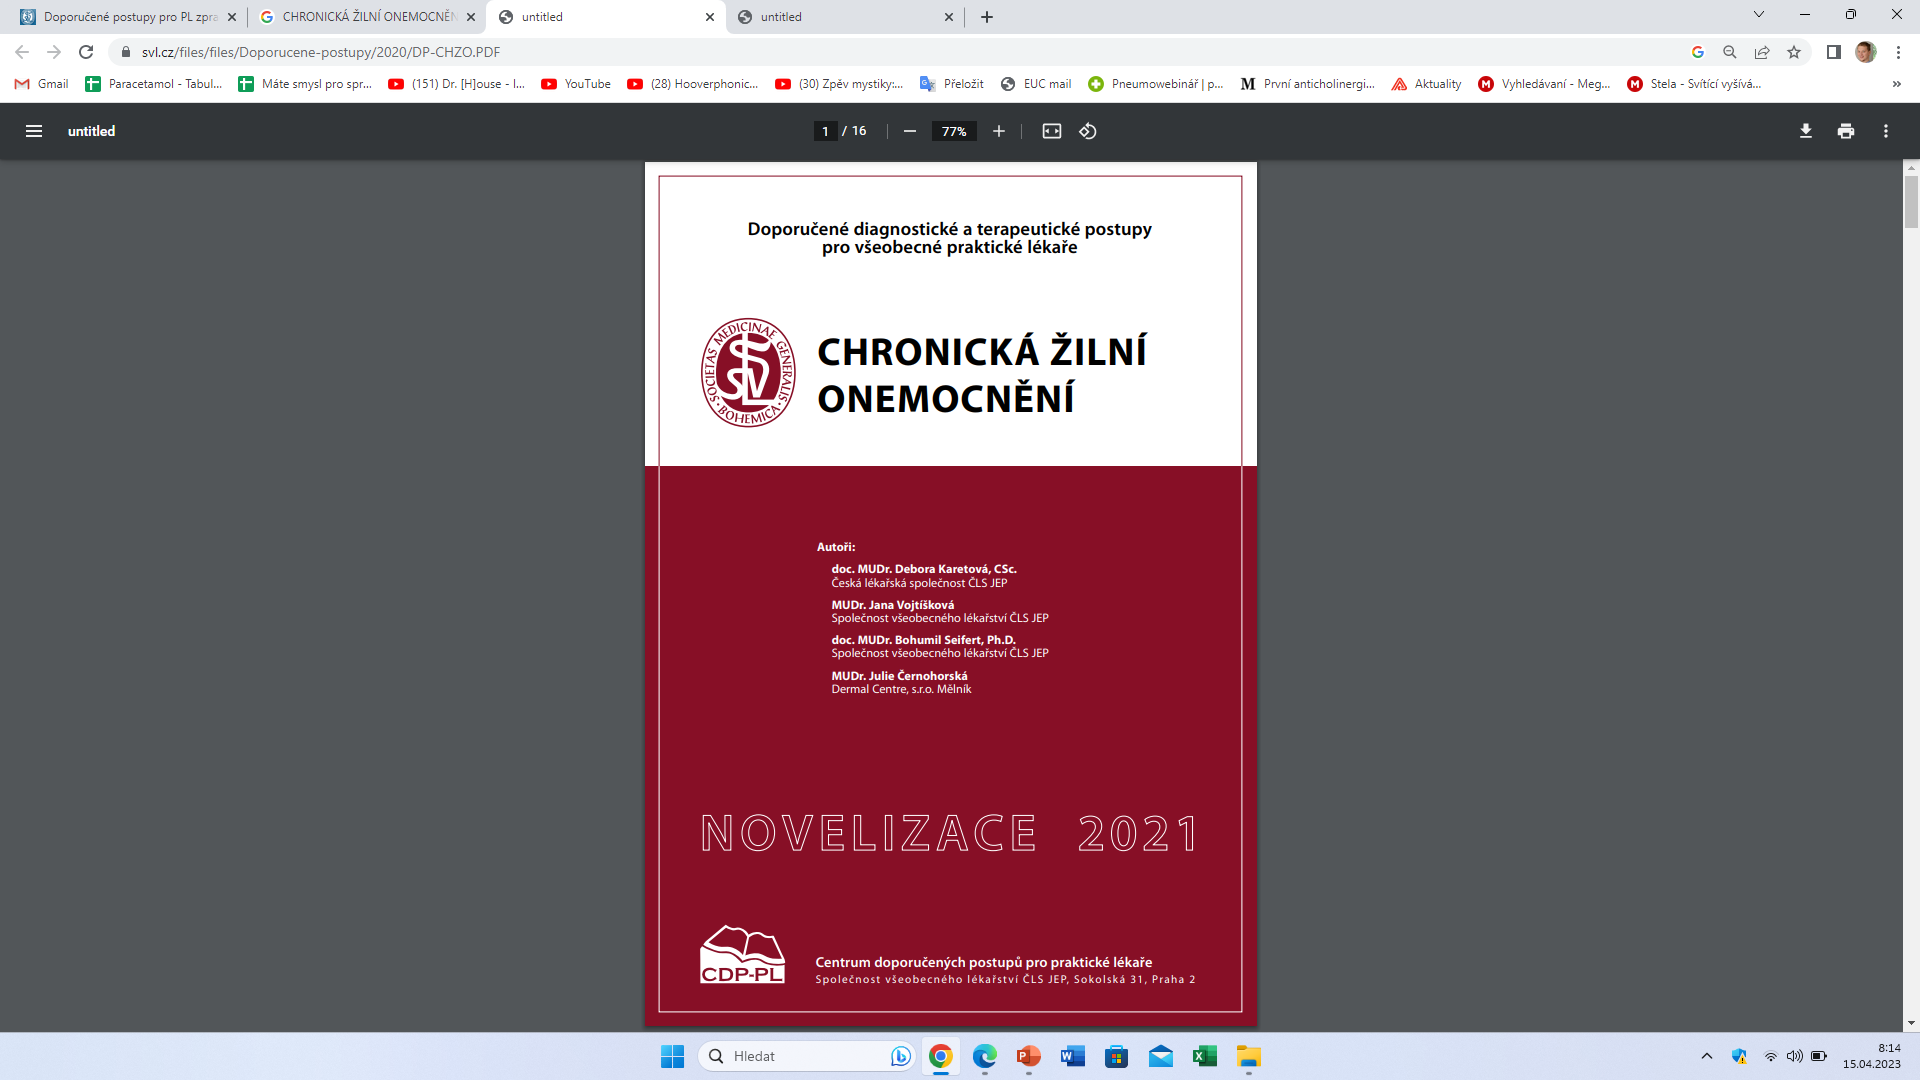 Doporučené postupy pro PL zpra
CHRONICKÁ ŽILNÍ ONEMOCNĚN
untitled
untitled
svl.cz/files/files/Doporucene-postupy/2020/DP-CHZO.PDF
Gmail
Paracetamol - Tabul...
Máte smysl pro spr...
(151) Dr. [H]ouse - I...
YouTube
(28) Hooverphonic...
(30) Zpěv mystiky:...
Přeložit
EUC mail
Pneumowebinář | p...
První anticholinergi...
Aktuality
Vyhledávaní - Meg...
Stela - Svítící vyšívá...
»
untitled
1 / 16
77%
Doporučené diagnostické a terapeutické postupy
pro všeobecné praktické lékaře
SOCIETAS MEDICINAE GENERALIS
BOHEMICA
CHRONICKÁ ŽILNÍ
ONEMOCNĚNÍ
Autoři:
doc. MUDr. Debora Karetová, CSc.
Česká lékařská společnost ČLS JEP
MUDr. Jana Vojtíšková
Společnost všeobecného lékařství ČLS JEP
doc. MUDr. Bohumil Seifert, Ph.D.
Společnost všeobecného lékařství ČLS JEP
MUDr. Julie Černohorská
Dermal Centre, s.r.o. Mělník
NOVELIZACE 2021
CDP-PL
Centrum doporučených postupů pro praktické lékaře
Společnost všeobecného lékařství ČLS JEP, Sokolská 31, Praha 2
Hledat
8:14
15.04.2023